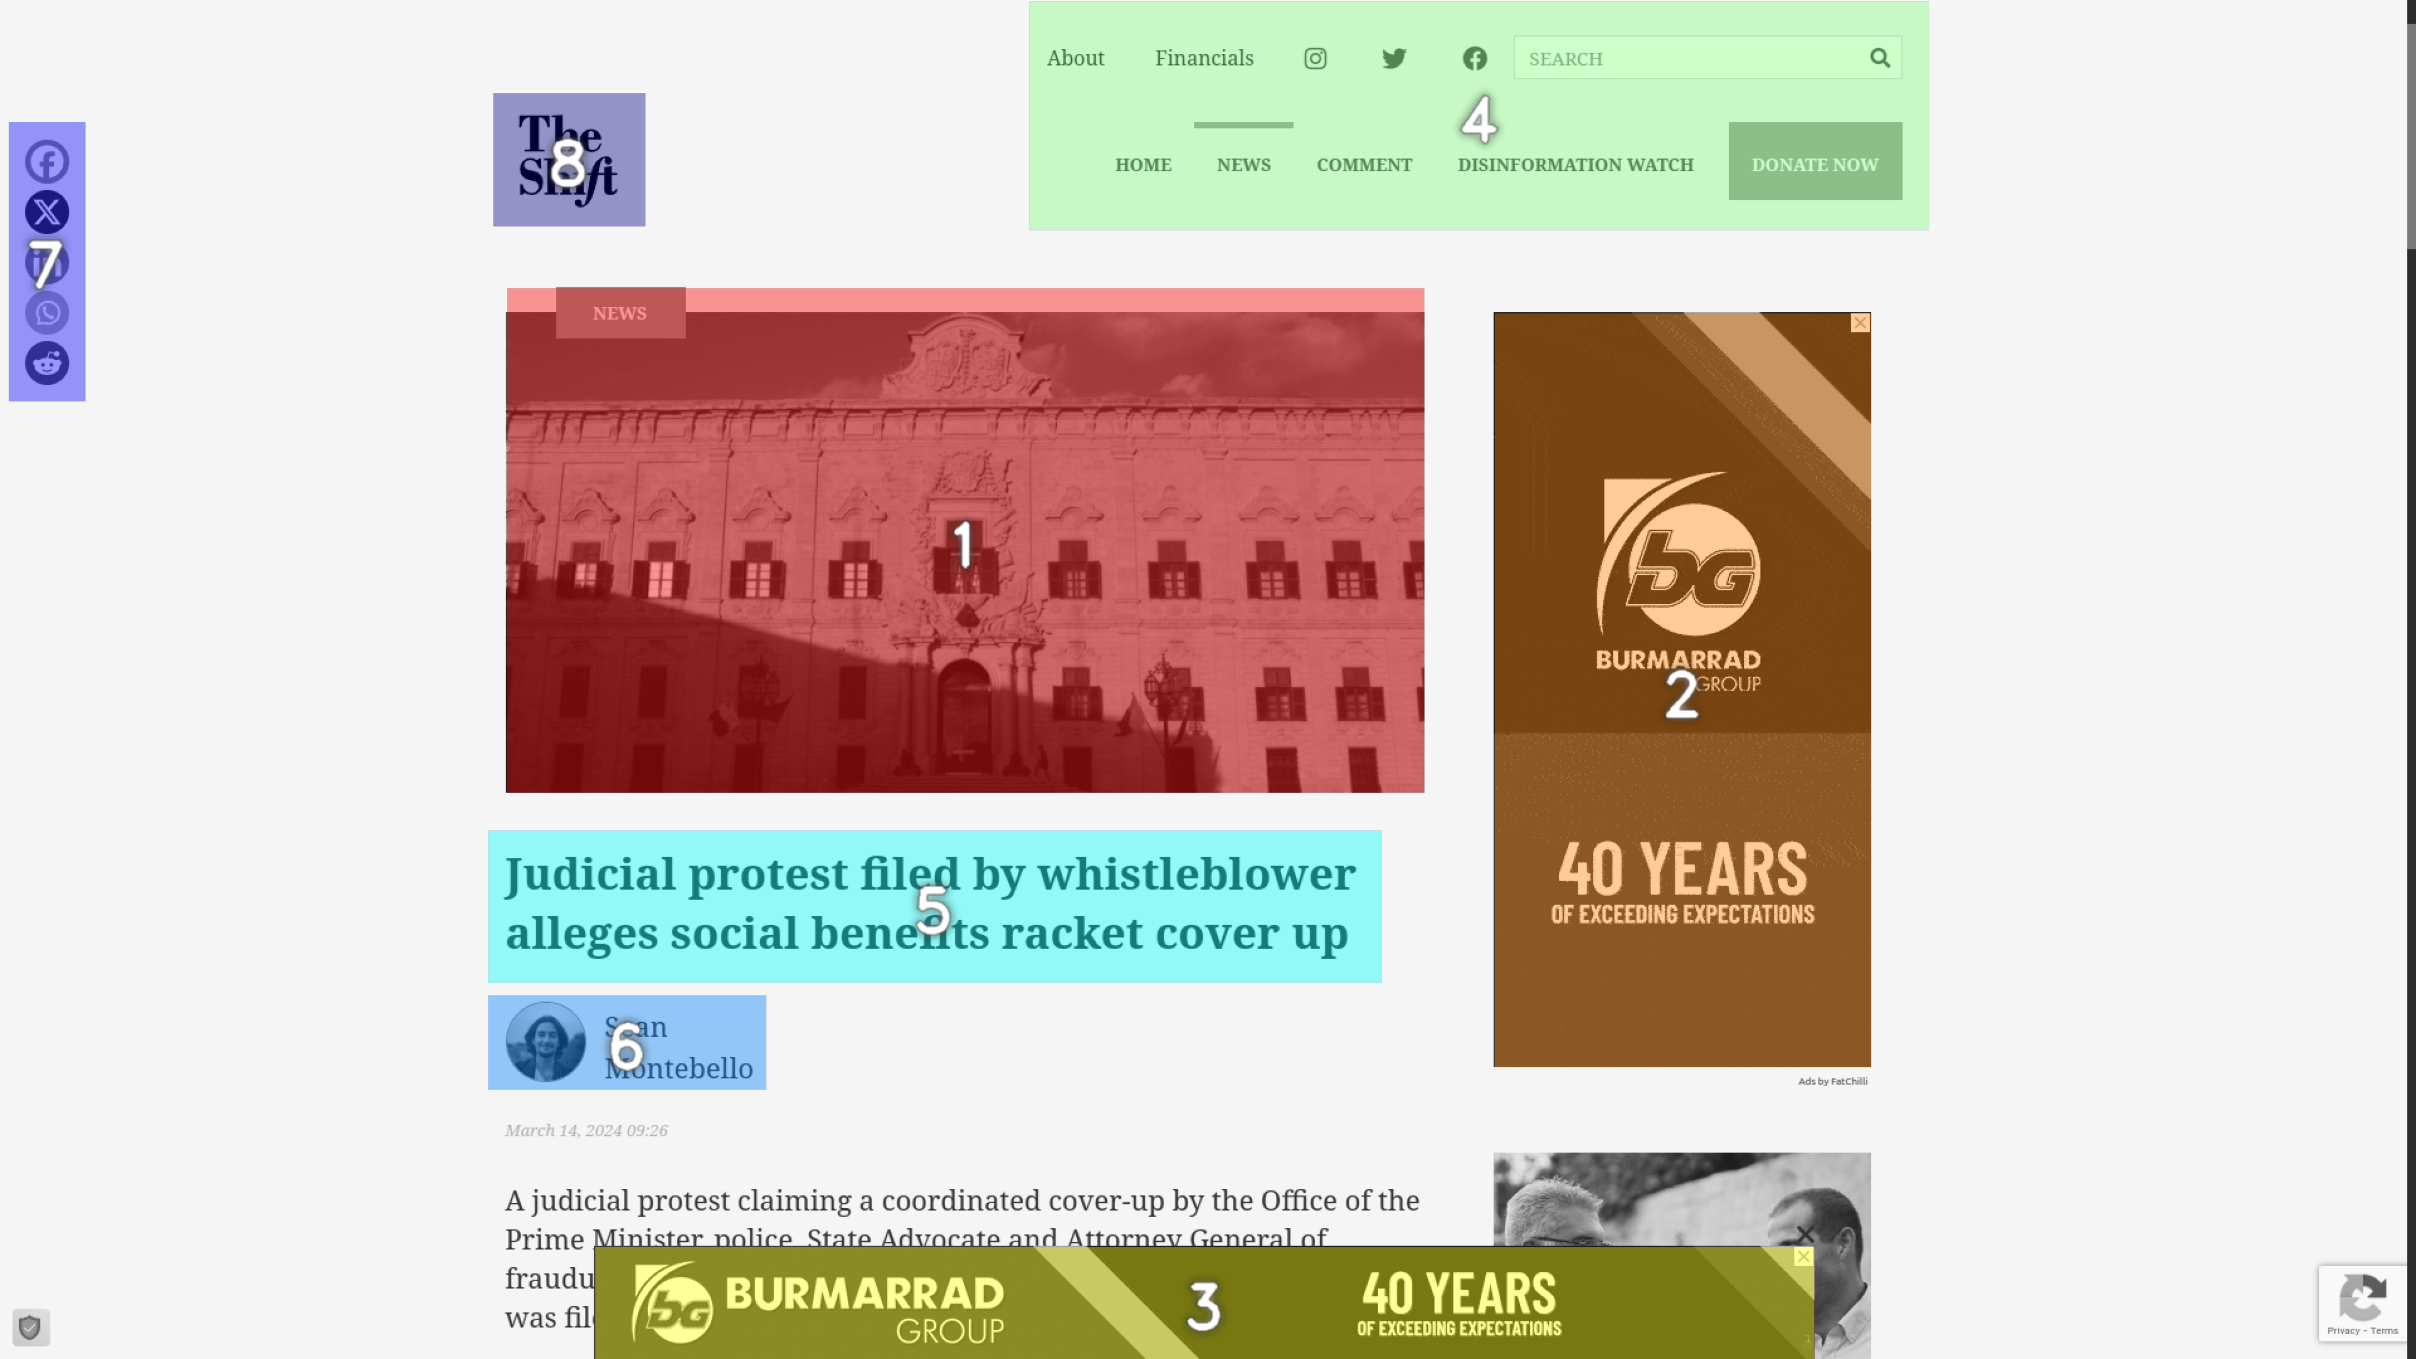 About Financials SEARCH
The
Shift
HOME NEWS COMMENT DISINFORMATION WATCH DONATE NOW
8
4
7
NEWS
1
bG
BURMARRAD
GROUP
2
40 YEARS
OF EXCEEDING EXPECTATIONS
Ads by FatChilli
Judicial protest filed by whistleblower
alleges social benefits racket cover up
5
Sean
Montebello
6
March 14, 2024 09:26
A judicial protest claiming a coordinated cover-up by the Office of the
Prime Minister, police, State Advocate and Attorney General of
fraudu
was fil
bG BURMARRAD
GROUP
3
40 YEARS
OF EXCEEDING EXPECTATIONS
Privacy - Terms